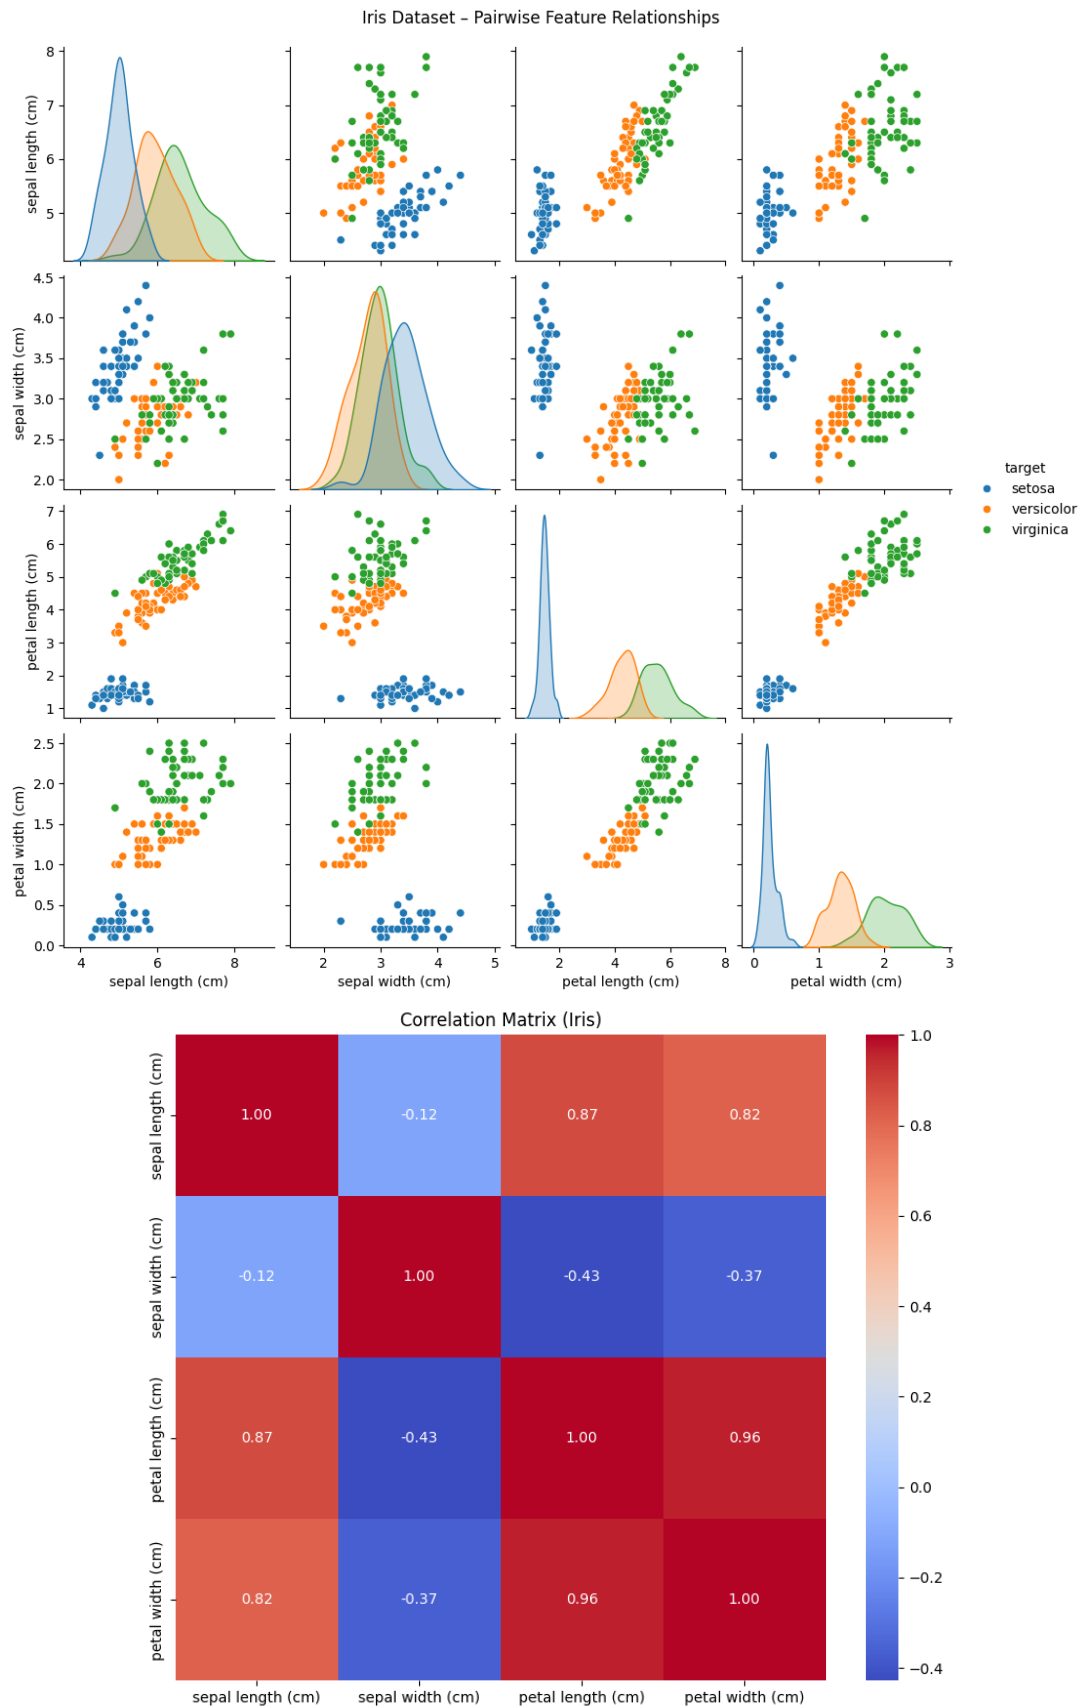 Iris Dataset – Pairwise Feature Relationships
sepal length (cm)
8
7
6
5
sepal width (cm)
4.5
4.0
3.5
3.0
2.5
2.0
target
setosa
versicolor
virginica
petal length (cm)
7
6
5
4
3
2
1
petal width (cm)
2.5
2.0
1.5
1.0
0.5
0.0
4 6 8 2 3 4 5 2 4 6 8 0 1 2 3
sepal length (cm) sepal width (cm) petal length (cm) petal width (cm)
Correlation Matrix (Iris)
sepal length (cm)
1.00 -0.12 0.87 0.82
sepal width (cm)
-0.12 1.00 -0.43 -0.37
petal length (cm)
0.87 -0.43 1.00 0.96
petal width (cm)
0.82 -0.37 0.96 1.00
sepal length (cm) sepal width (cm) petal length (cm) petal width (cm)
1.0
0.8
0.6
0.4
0.2
0.0
−0.2
−0.4